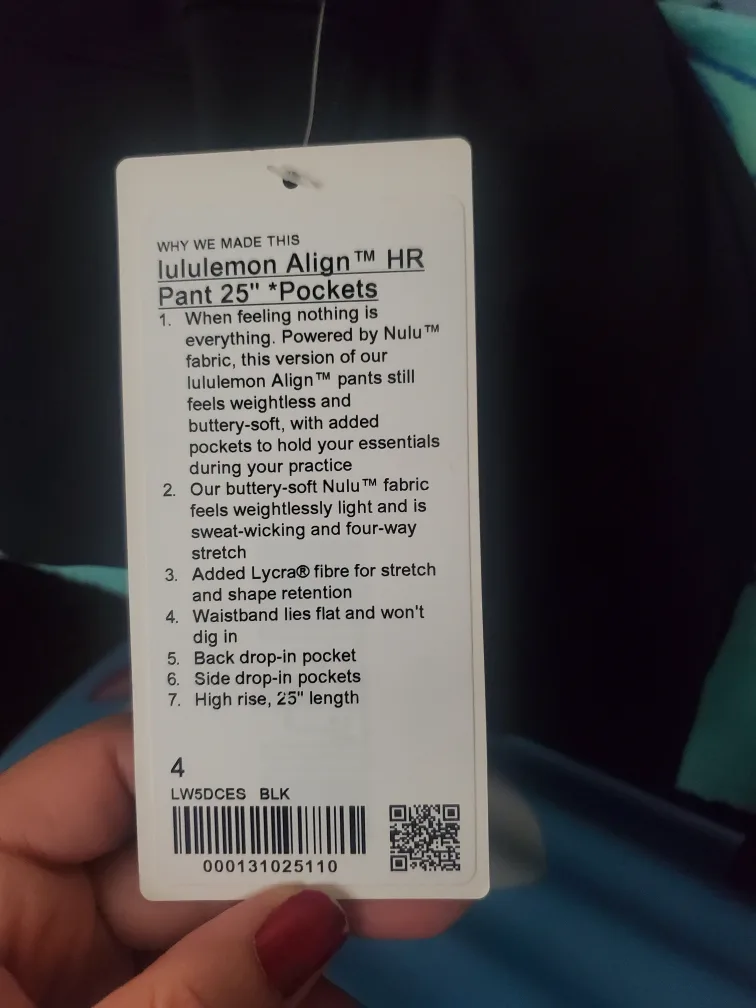 WHY WE MADE THIS
lululemon Align™ HR
Pant 25" *Pockets
1. When feeling nothing is
everything. Powered by Nulu™
fabric, this version of our
lululemon Align™ pants still
feels weightless and
buttery-soft, with added
pockets to hold your essentials
during your practice
2. Our buttery-soft Nulu™ fabric
feels weightlessly light and is
sweat-wicking and four-way
stretch
3. Added Lycra® fibre for stretch
and shape retention
4. Waistband lies flat and won't
dig in
5. Back drop-in pocket
6. Side drop-in pockets
7. High rise, 25" length
4
LW5DCES BLK
000131025110